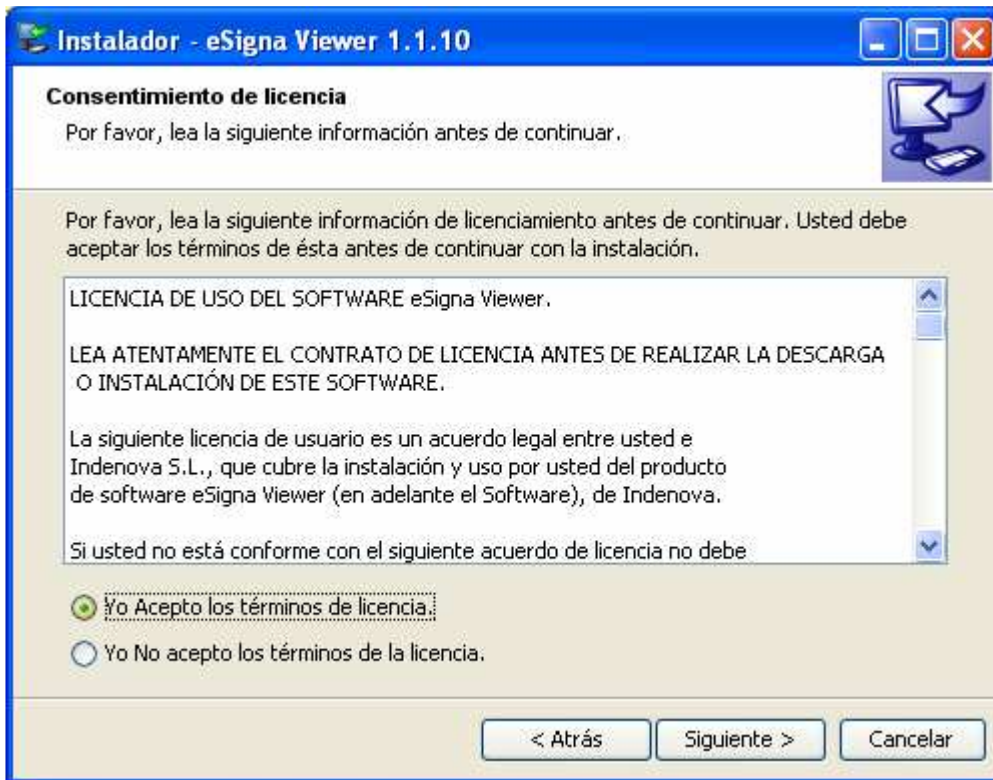 Instalador - eSigna Viewer 1.1.10
Consentimiento de licencia
Por favor, lea la siguiente información antes de continuar.
Por favor, lea la siguiente información de licenciamiento antes de continuar. Usted debe
aceptar los términos de ésta antes de continuar con la instalación.
LICENCIA DE USO DEL SOFTWARE eSigna Viewer.
LEA ATENTAMENTE EL CONTRATO DE LICENCIA ANTES DE REALIZAR LA DESCARGA
O INSTALACIÓN DE ESTE SOFTWARE.
La siguiente licencia de usuario es un acuerdo legal entre usted e
Indenova S.L., que cubre la instalación y uso por usted del producto
de software eSigna Viewer (en adelante el Software), de Indenova.
Si usted no está conforme con el siguiente acuerdo de licencia no debe
Yo Acepto los términos de licencia.
Yo No acepto los términos de la licencia.
< Atrás
Siguiente >
Cancelar